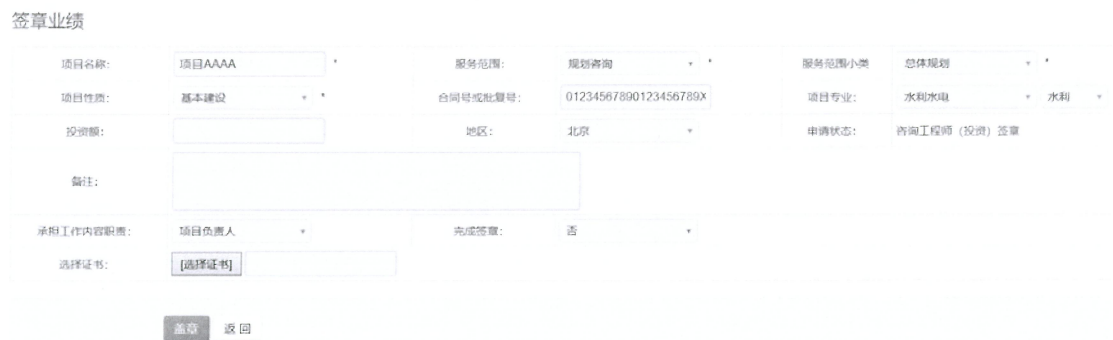 签章业绩
项目名称: 项目AAAA * 服务范围: 规划咨询 * 服务范围小类 总体规划 *
项目性质: 基本建设 * 合同号或批复号: 01234567890123456789X 项目专业: 水利水电 水利
投资额: 地区: 北京 申请状态: 咨询工程师（投资）签章
备注:
承担工作内容职责: 项目负责人 完成签章: 否
选择证书: [选择证书]
盖章 返回